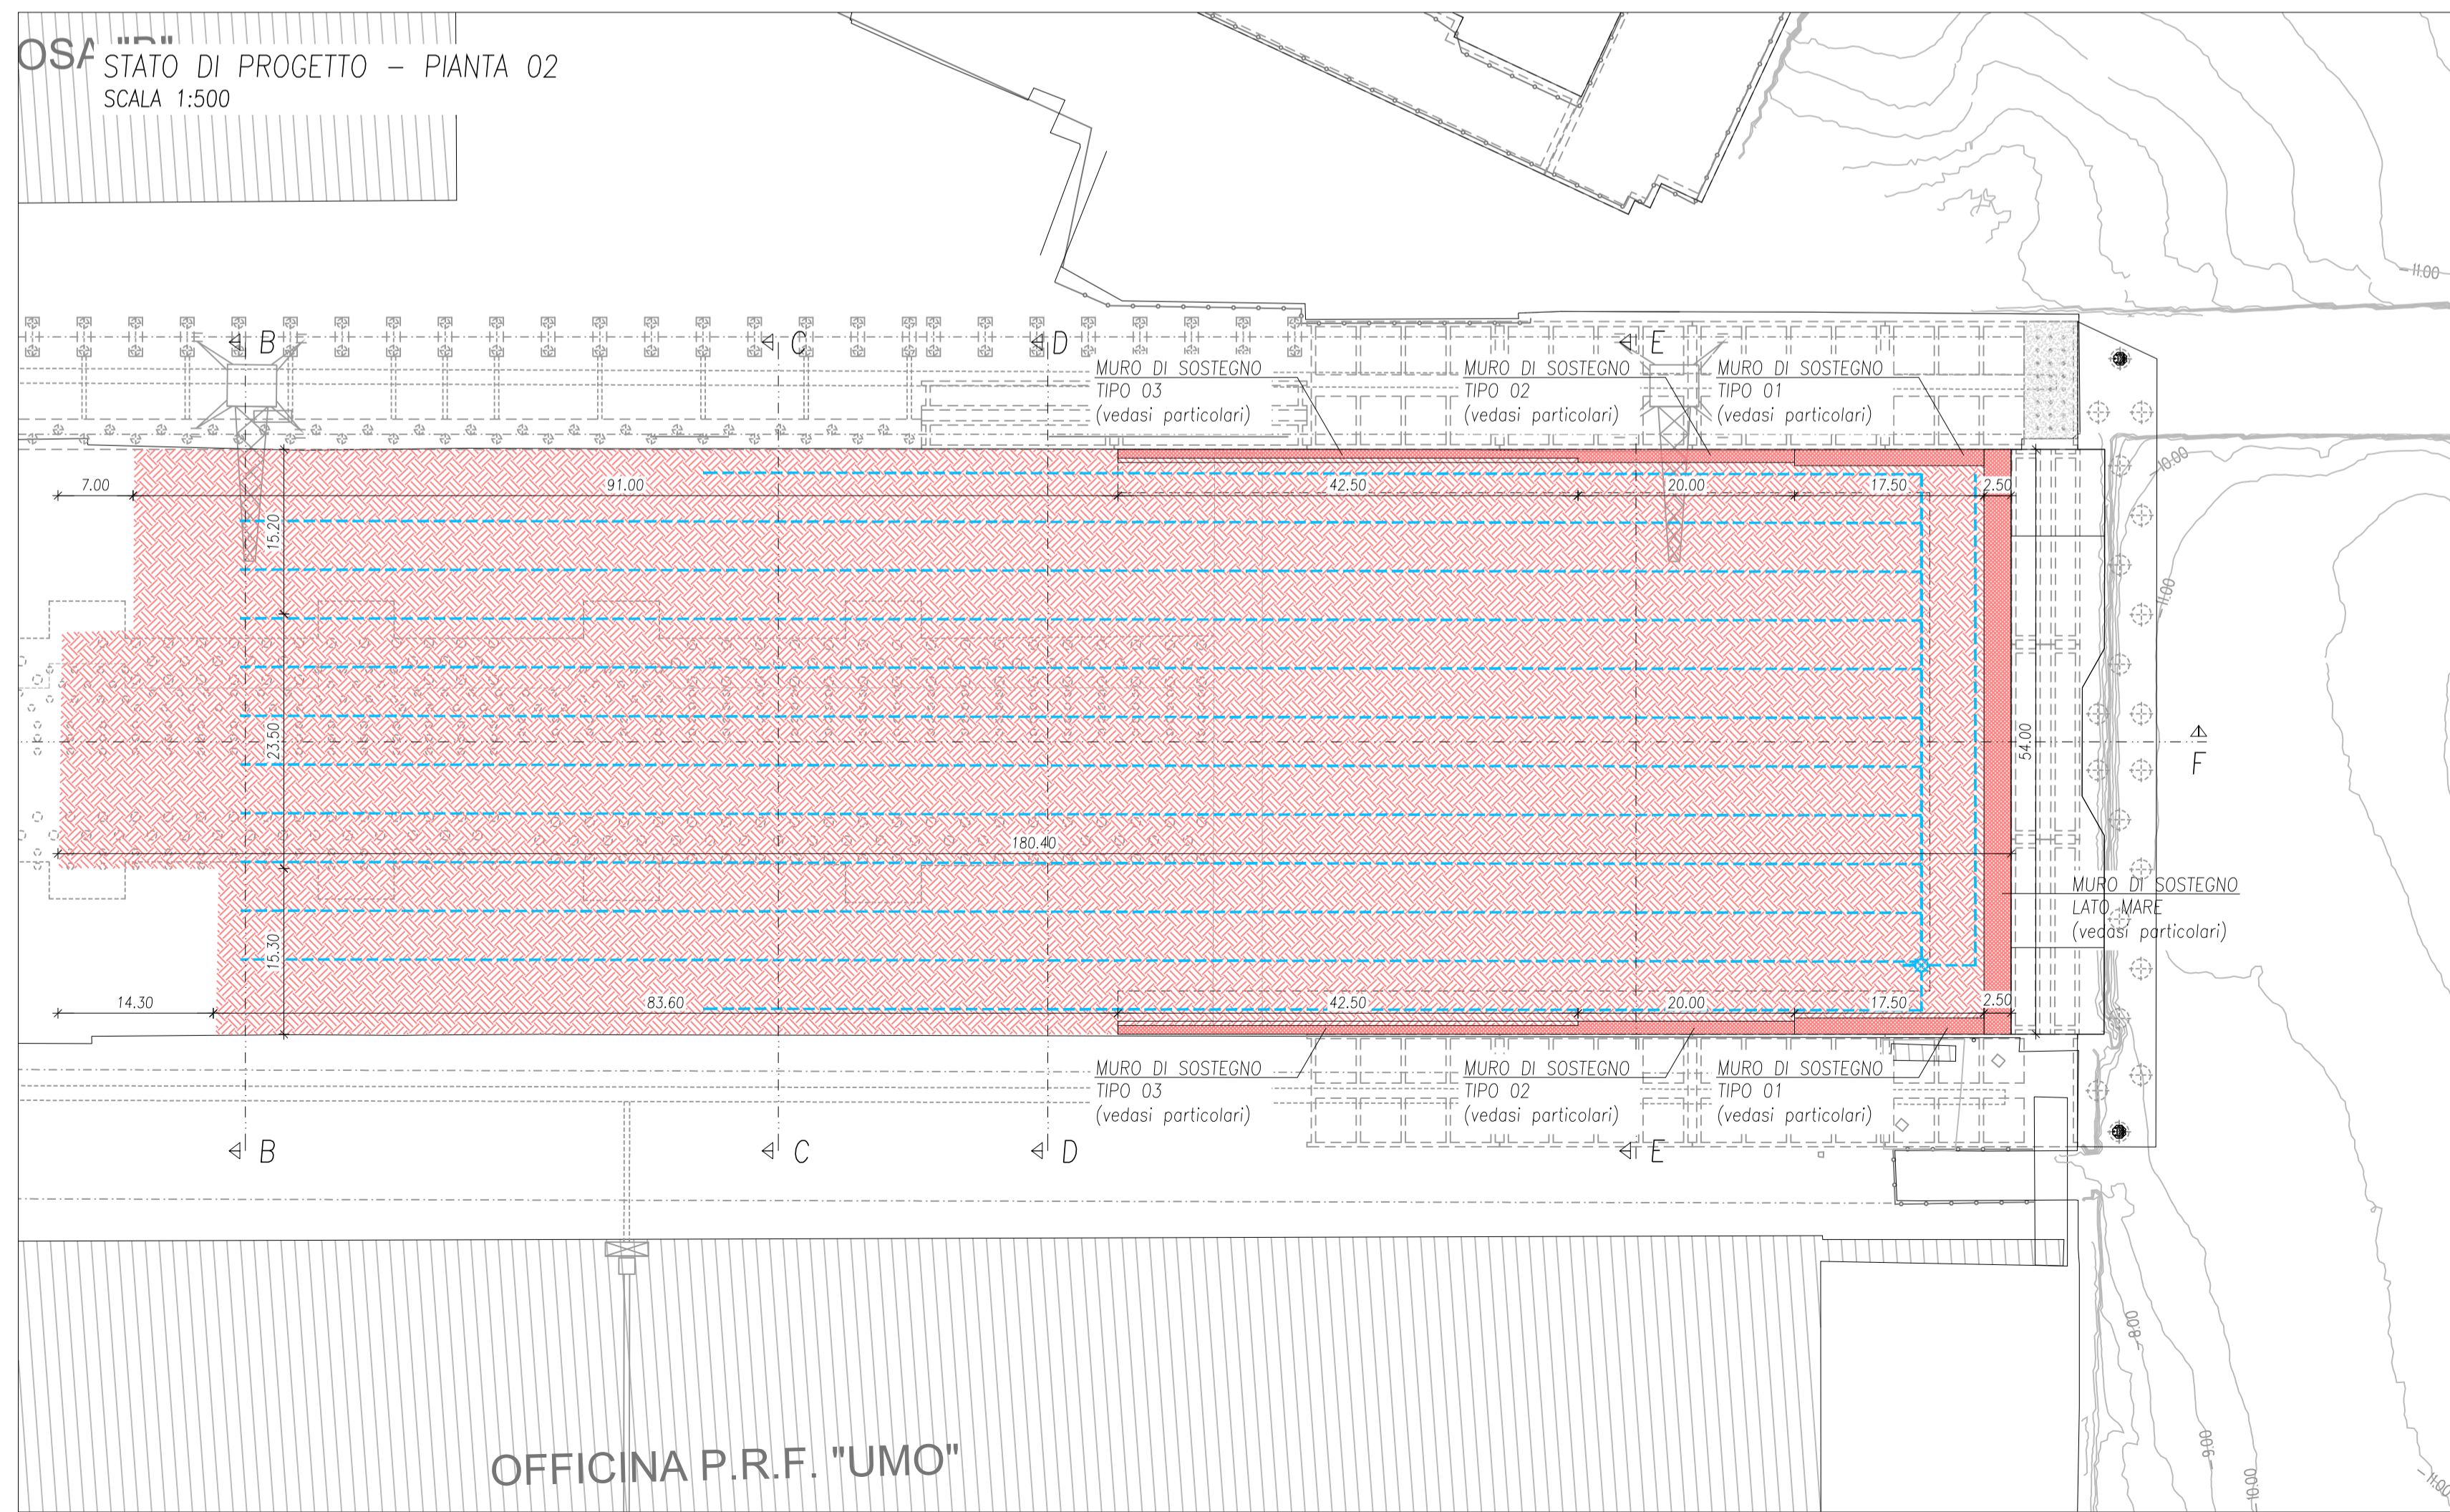 STATO DI PROGETTO - PIANTA 02
SCALA 1:500
-11.00
B
C
D
E
MURO DI SOSTEGNO
TIPO 03
(vedasi particolari)
MURO DI SOSTEGNO
TIPO 02
(vedasi particolari)
MURO DI SOSTEGNO
TIPO 01
(vedasi particolari)
-10.00
7.00
91.00
42.50
20.00
17.50
2.50
15.20
-11.00
23.50
54.00
F
180.40
MURO DI SOSTEGNO
LATO MARE
(vedasi particolari)
15.30
14.30
83.60
42.50
20.00
17.50
2.50
MURO DI SOSTEGNO
TIPO 03
(vedasi particolari)
MURO DI SOSTEGNO
TIPO 02
(vedasi particolari)
MURO DI SOSTEGNO
TIPO 01
(vedasi particolari)
B
C
D
E
-8.00
-9.00
-10.00
-11.00
OFFICINA P.R.F. "UMO"